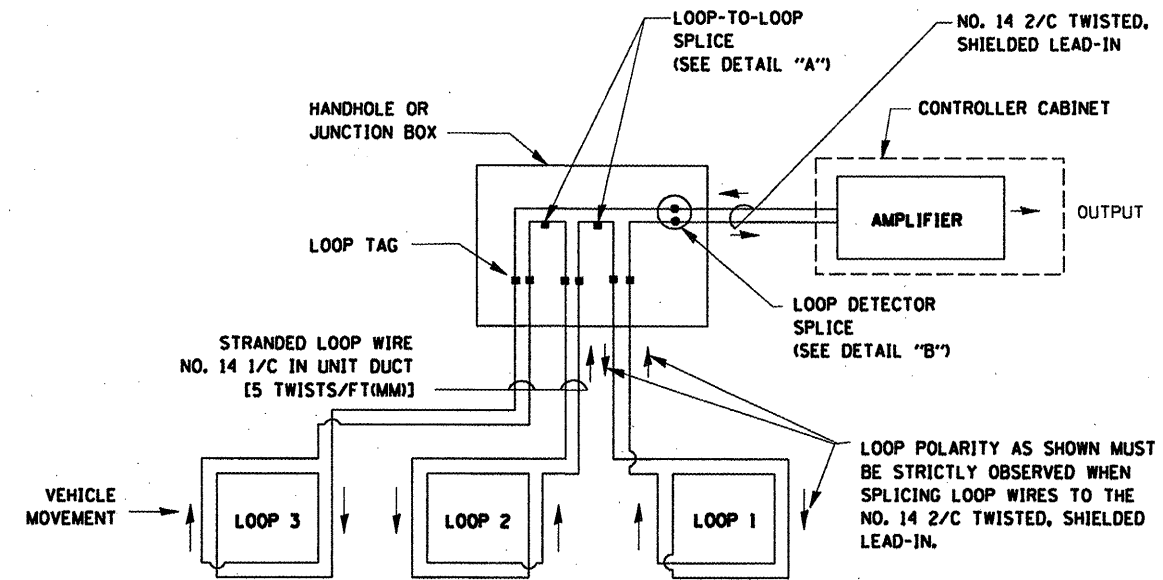 LOOP-TO-LOOP
SPLICE
(SEE DETAIL "A")
NO. 14 2/C TWISTED,
SHIELDED LEAD-IN
HANDHOLE OR
JUNCTION BOX
CONTROLLER CABINET
AMPLIFIER
OUTPUT
LOOP TAG
LOOP DETECTOR
SPLICE
(SEE DETAIL "B")
STRANDED LOOP WIRE
NO. 14 1/C IN UNIT DUCT
[5 TWISTS/FT(MM)]
LOOP POLARITY AS SHOWN MUST
BE STRICTLY OBSERVED WHEN
SPLICING LOOP WIRES TO THE
NO. 14 2/C TWISTED, SHIELDED
LEAD-IN.
VEHICLE
MOVEMENT
LOOP 3
LOOP 2
LOOP 1